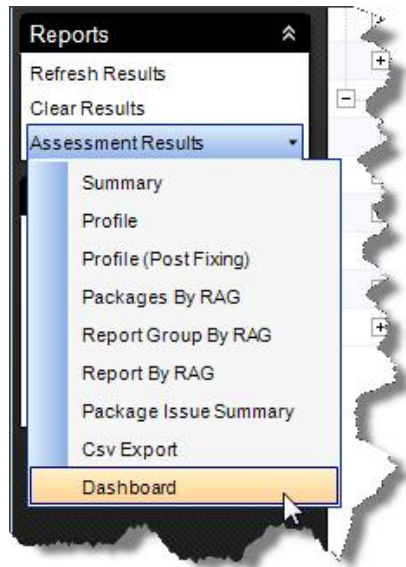 Reports
Refresh Results
Clear Results
Assessment Results
Summary
Profile
Profile (Post Fixing)
Packages By RAG
Report Group By RAG
Report By RAG
Package Issue Summary
Csv Export
Dashboard